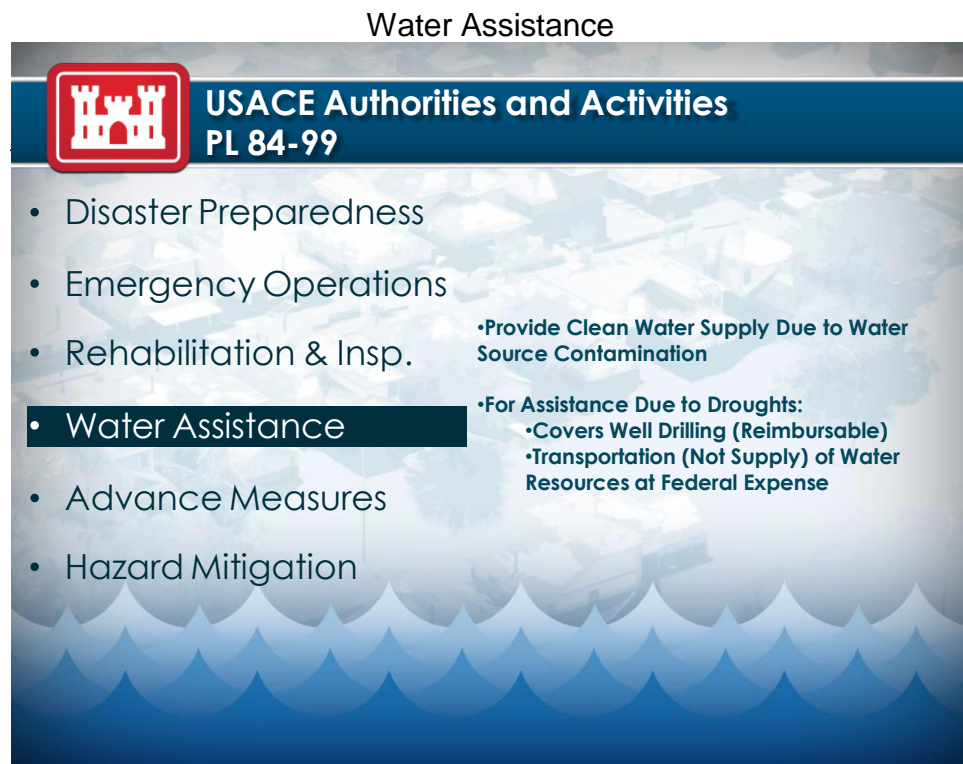 Water Assistance
USACE Authorities and Activities
PL 84-99
• Disaster Preparedness
• Emergency Operations
• Rehabilitation & Insp.
• Water Assistance
• Advance Measures
• Hazard Mitigation
•Provide Clean Water Supply Due to Water
Source Contamination
•For Assistance Due to Droughts:
•Covers Well Drilling (Reimbursable)
•Transportation (Not Supply) of Water
Resources at Federal Expense